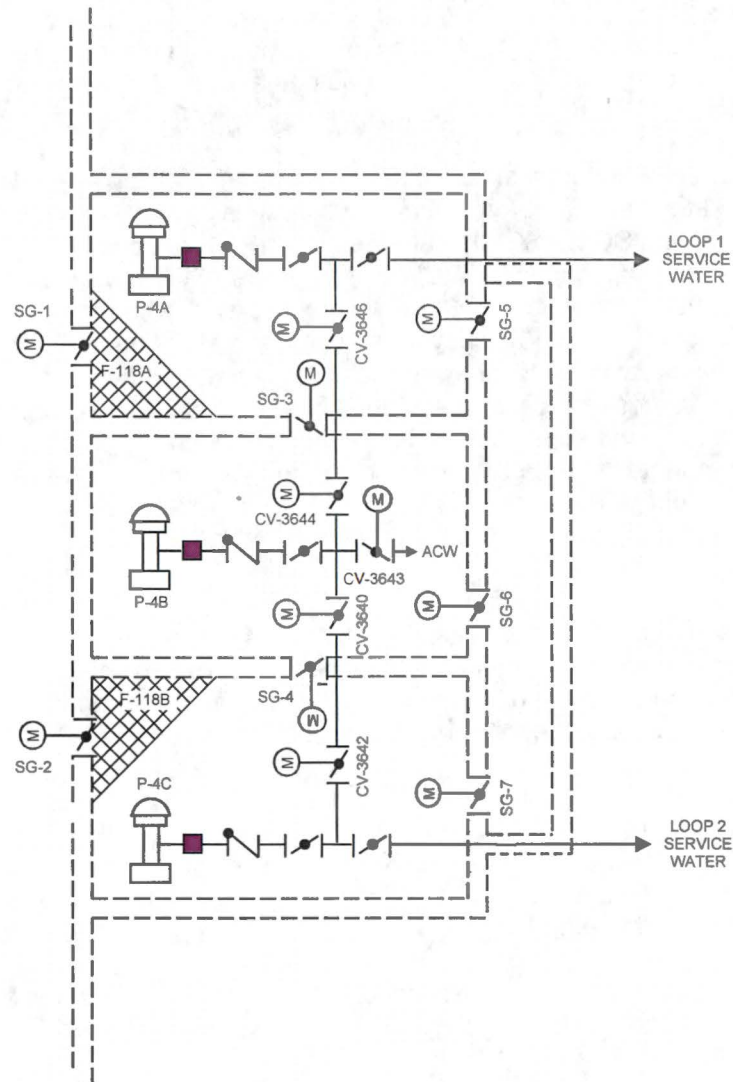 LOOP 1
SERVICE
WATER
P-4A
SG-1
M
F-118A
M
CV-3646
M
SG-5
M
SG-3
M
CV-3644
M
ACW
CV-3643
P-4B
M
CV-3640
M
SG-6
F-118B
SG-4
M
M
SG-2
M
CV-3642
P-4C
M
SG-7
LOOP 2
SERVICE
WATER